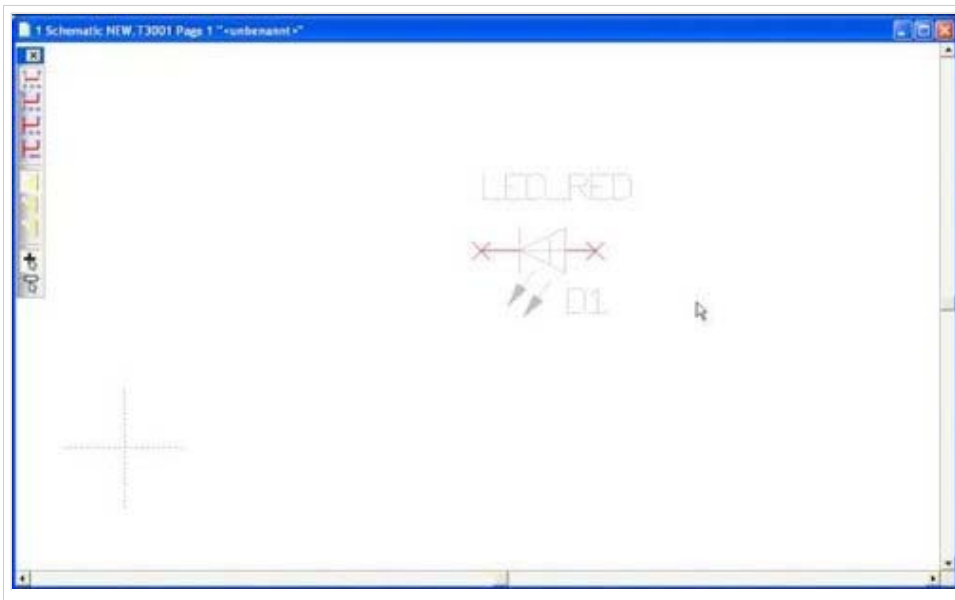 1 Schematic NEW.T3001 Page 1 "<unbenannt>"
LED_RED
D1